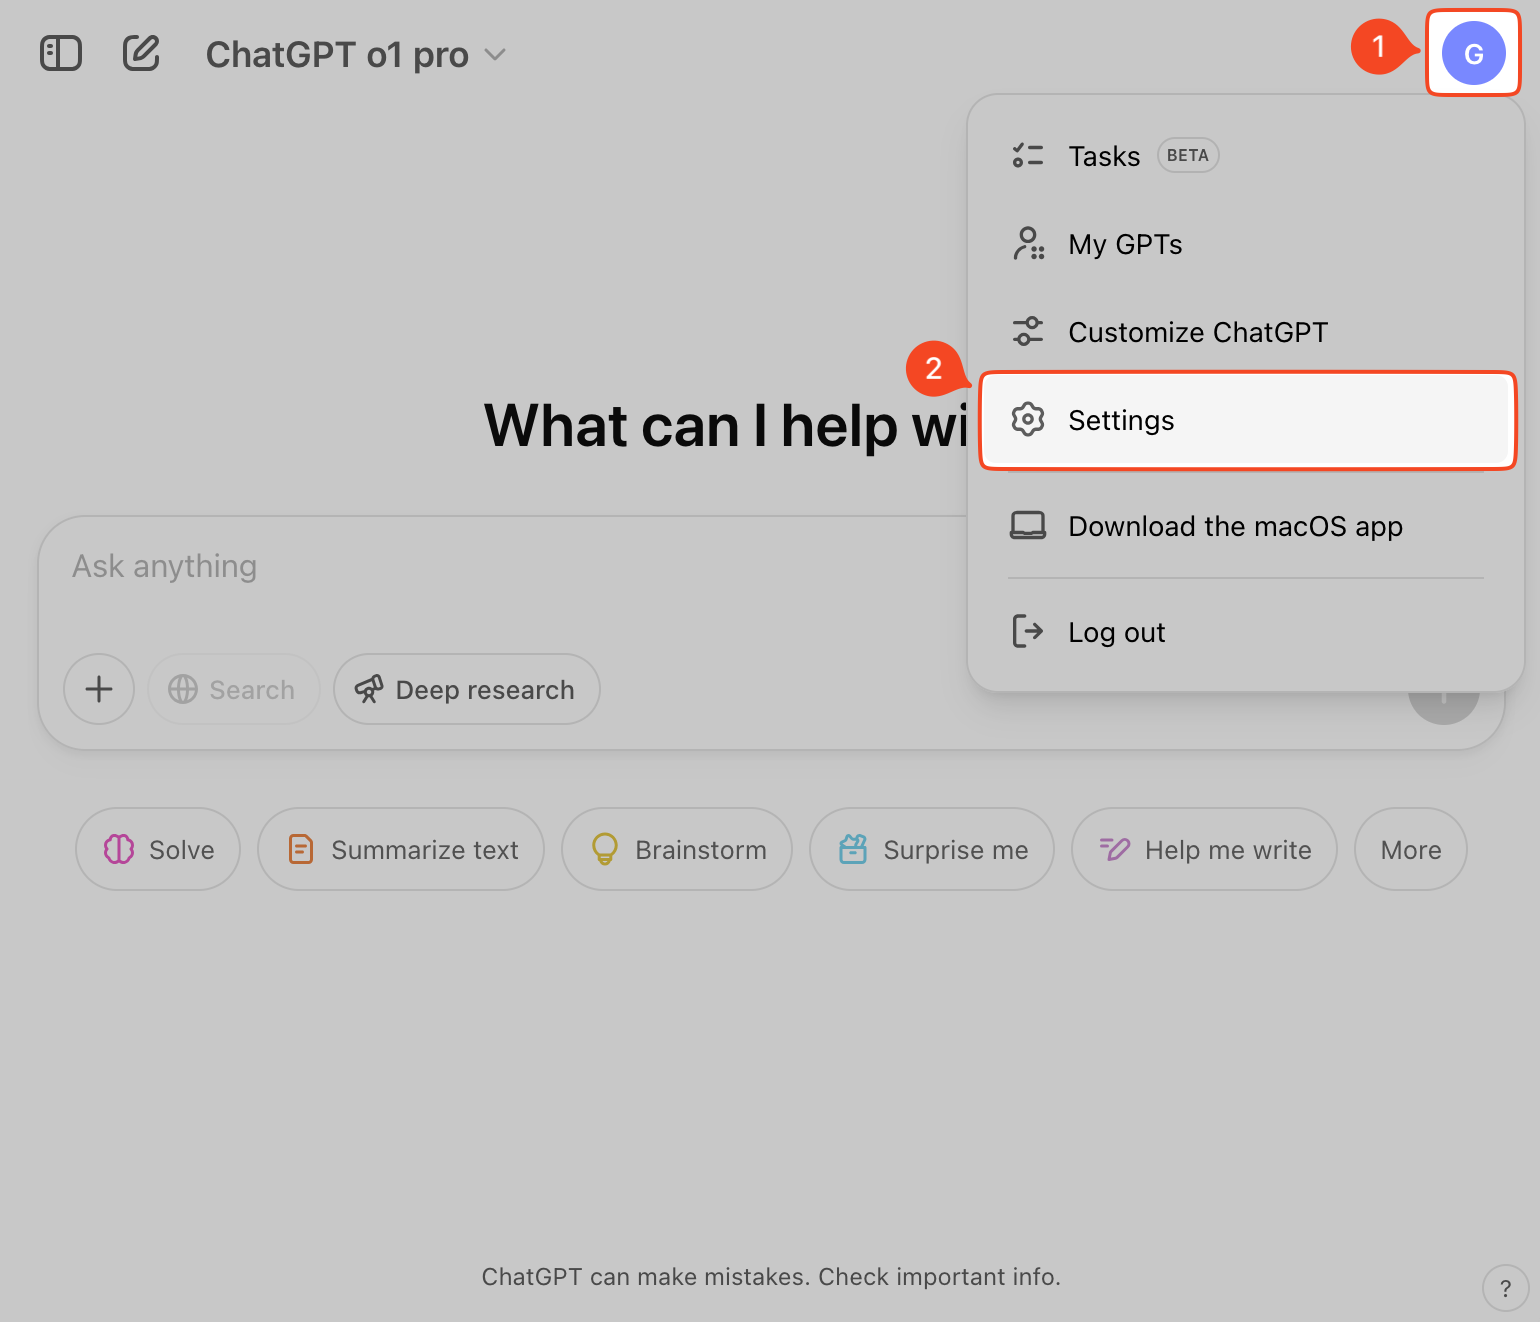 ChatGPT o1 pro
1
G
Tasks BETA
My GPTs
Customize ChatGPT
2
Settings
What can I help wi
Download the macOS app
Log out
Ask anything
Search
Deep research
Solve
Summarize text
Brainstorm
Surprise me
Help me write
More
ChatGPT can make mistakes. Check important info.
?